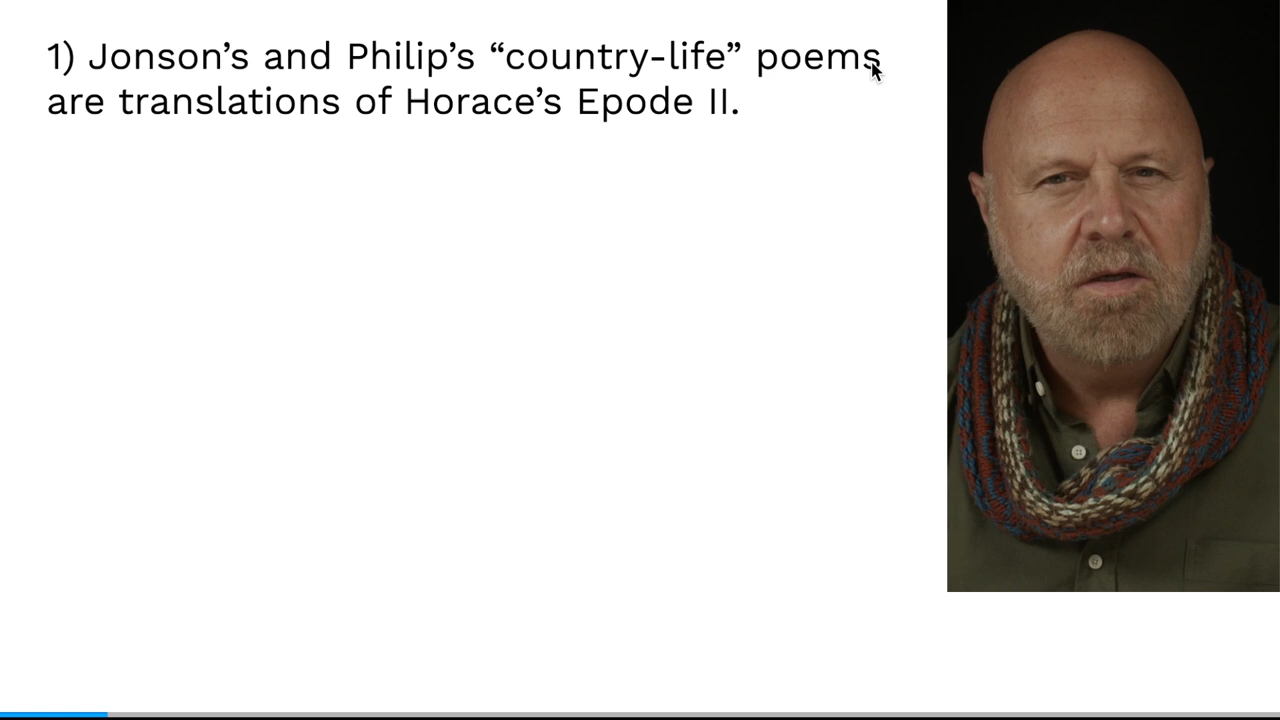 1) Jonson’s and Philip’s “country-life” poems
are translations of Horace’s Epode II.